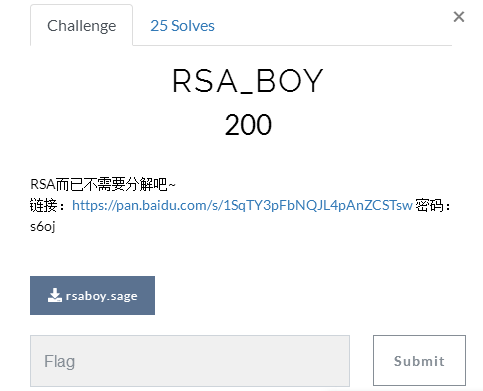 Challenge
25 Solves
×
RSA_BOY
200
RSA而已不需要分解吧~
链接：https://pan.baidu.com/s/1SqTY3pFbNQJL4pAnZCSTsw 密码：
s6oj
rsaboy.sage
Flag
Submit